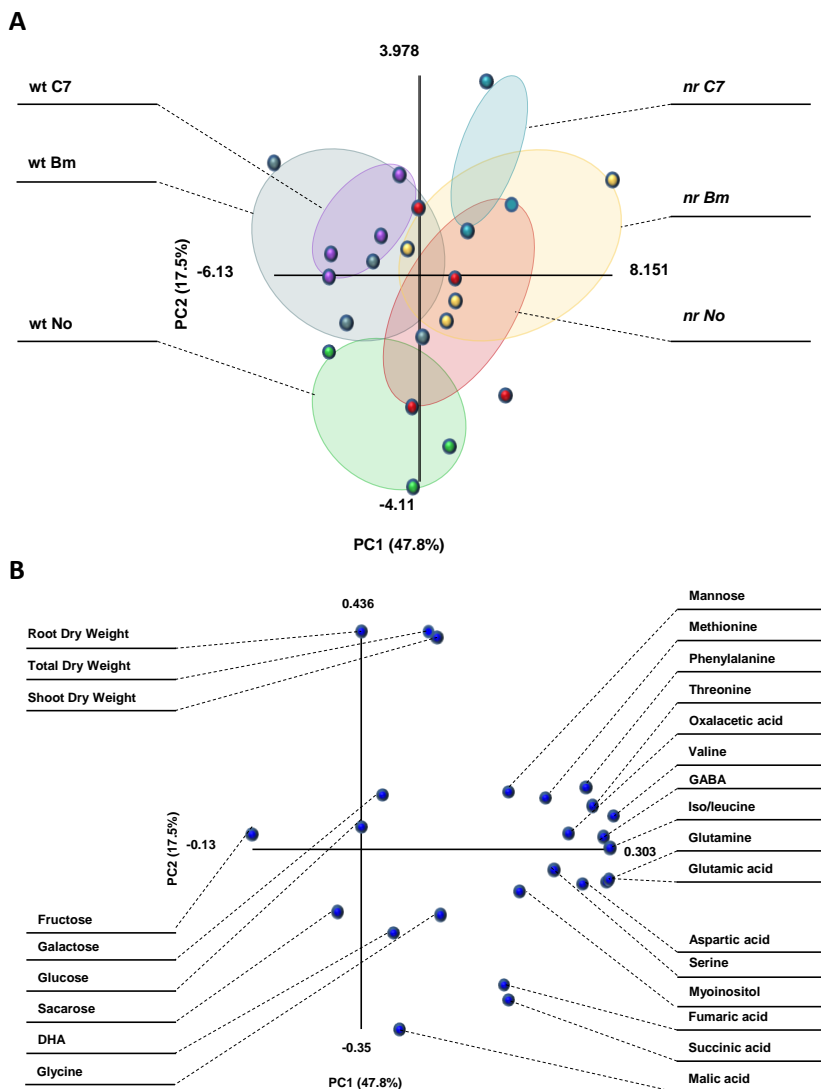 A
3.978
wt C7
nr C7
wt Bm
nr Bm
PC2 (17.5%)
-6.13
8.151
wt No
nr No
-4.11
PC1 (47.8%)
B
Mannose
0.436
Methionine
Root Dry Weight
Phenylalanine
Total Dry Weight
Threonine
Shoot Dry Weight
Oxalacetic acid
Valine
GABA
Iso/leucine
PC2 (17.5%)
-0.13
0.303
Glutamine
Glutamic acid
Fructose
Aspartic acid
Galactose
Serine
Glucose
Myoinositol
Sacarose
Fumaric acid
DHA
-0.35
Succinic acid
Glycine
PC1 (47.8%)
Malic acid